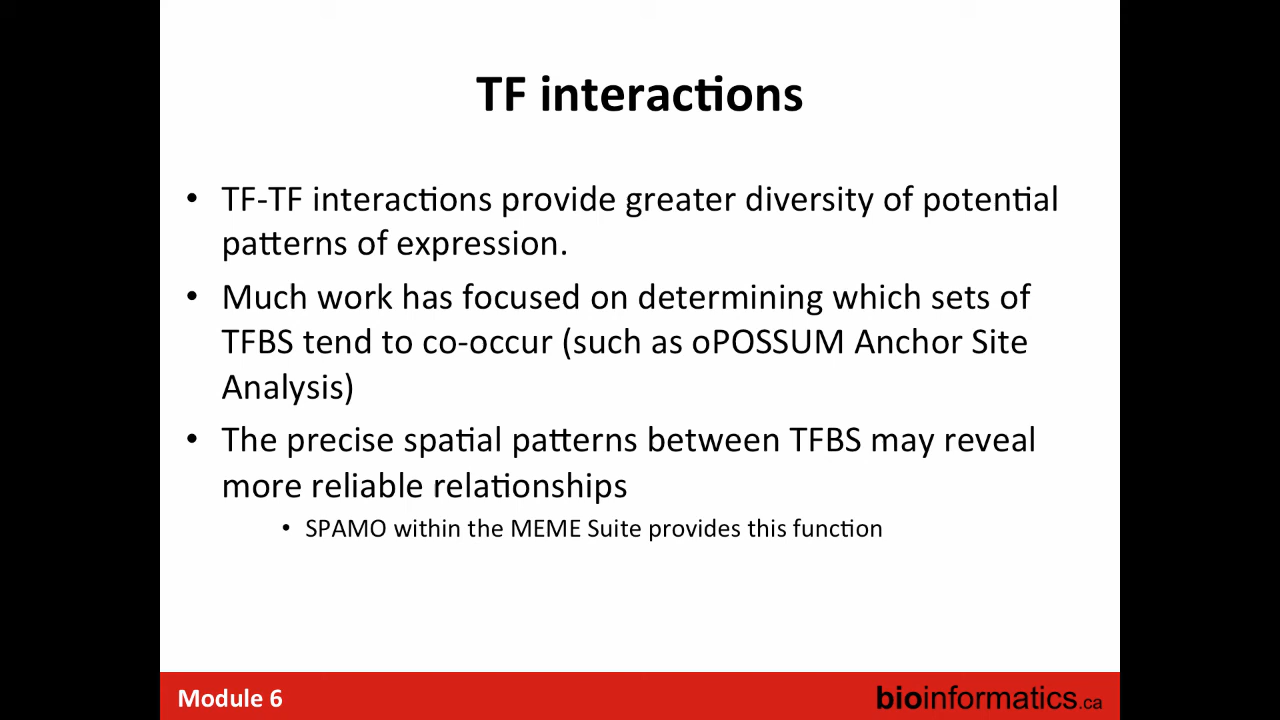 TF interactions
• TF-TF interactions provide greater diversity of potential
patterns of expression.
• Much work has focused on determining which sets of
TFBS tend to co-occur (such as oPOSSUM Anchor Site
Analysis)
• The precise spatial patterns between TFBS may reveal
more reliable relationships
• SPAMO within the MEME Suite provides this function
Module 6
bioinformatics.ca